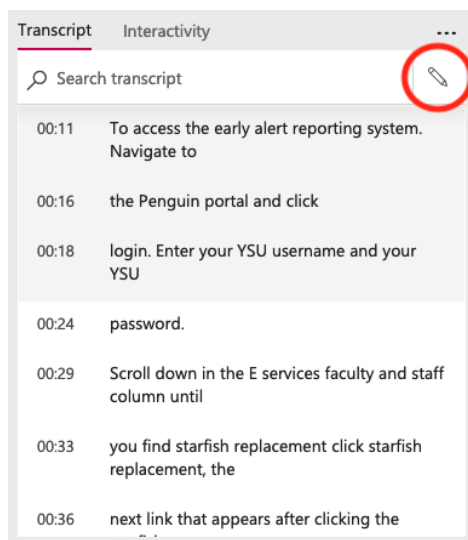 Transcript Interactivity ...
Search transcript
00:11 To access the early alert reporting system.
Navigate to
00:16 the Penguin portal and click
00:18 login. Enter your YSU username and your
YSU
00:24 password.
00:29 Scroll down in the E services faculty and staff
column until
00:33 you find starfish replacement click starfish
replacement, the
00:36 next link that appears after clicking the